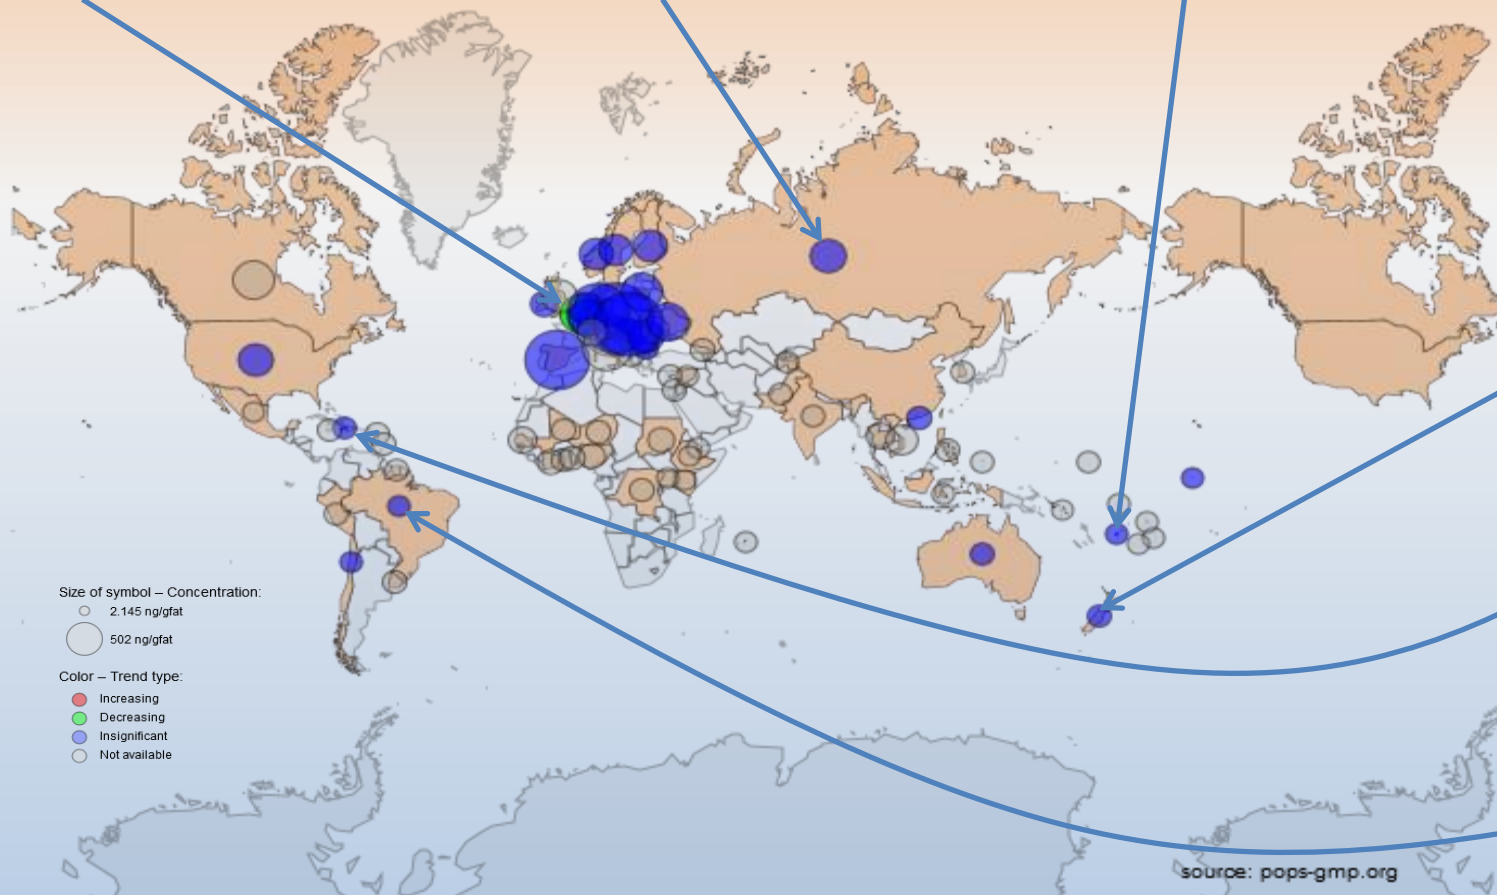 Size of symbol – Concentration:
2.145 ng/gfat
502 ng/gfat
Color – Trend type:
Increasing
Decreasing
Insignificant
Not available
source: pops-gmp.org